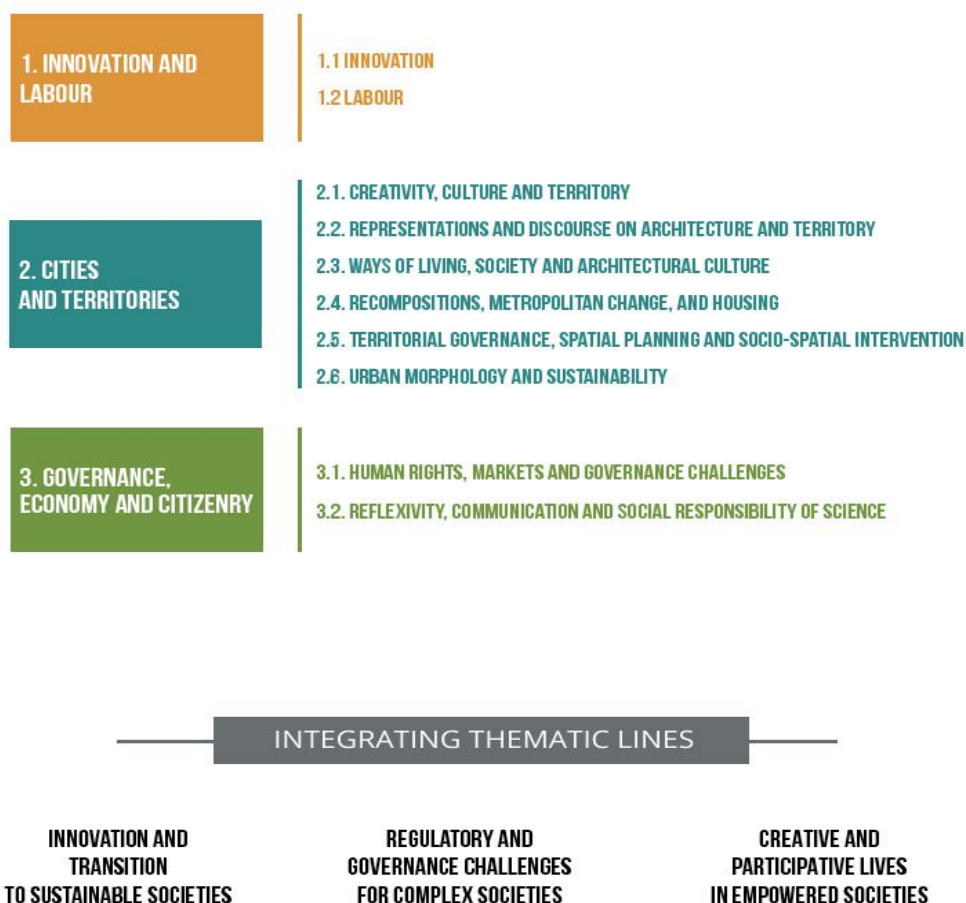 1. INNOVATION AND
LABOUR
1.1 INNOVATION
1.2 LABOUR
2. CITIES
AND TERRITORIES
2.1. CREATIVITY, CULTURE AND TERRITORY
2.2. REPRESENTATIONS AND DISCOURSE ON ARCHITECTURE AND TERRITORY
2.3. WAYS OF LIVING, SOCIETY AND ARCHITECTURAL CULTURE
2.4. RECOMPOSITIONS, METROPOLITAN CHANGE, AND HOUSING
2.5. TERRITORIAL GOVERNANCE, SPATIAL PLANNING AND SOCIO-SPATIAL INTERVENTION
2.6. URBAN MORPHOLOGY AND SUSTAINABILITY
3. GOVERNANCE,
ECONOMY AND CITIZENRY
3.1. HUMAN RIGHTS, MARKETS AND GOVERNANCE CHALLENGES
3.2. REFLEXIVITY, COMMUNICATION AND SOCIAL RESPONSIBILITY OF SCIENCE
INTEGRATING THEMATIC LINES
INNOVATION AND
TRANSITION
TO SUSTAINABLE SOCIETIES
REGULATORY AND
GOVERNANCE CHALLENGES
FOR COMPLEX SOCIETIES
CREATIVE AND
PARTICIPATIVE LIVES
IN EMPOWERED SOCIETIES